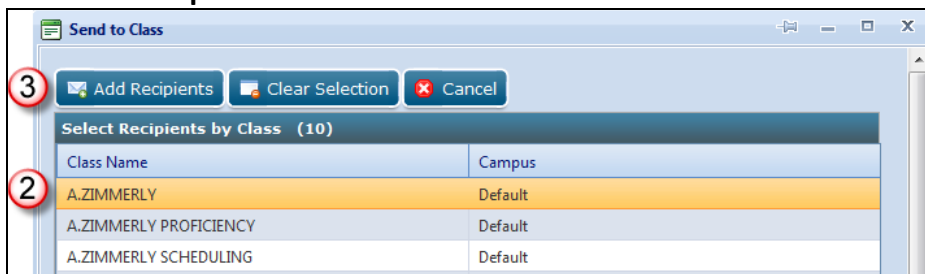 Send to Class
3 Add Recipients Clear Selection Cancel
Select Recipients by Class (10)
Class Name Campus
2 A.ZIMMERLY Default
A.ZIMMERLY PROFICIENCY Default
A.ZIMMERLY SCHEDULING Default